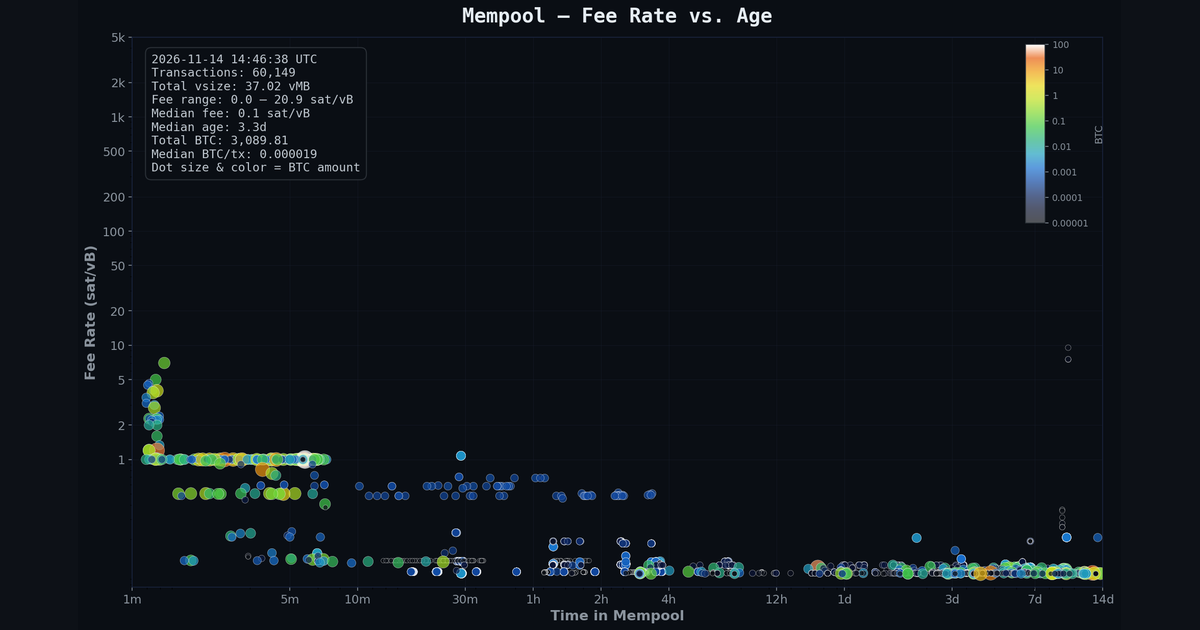 Mempool — Fee Rate vs. Age
5k
2k
1k
500
200
100
50
20
10
5
2
1
Fee Rate (sat/vB)
2026-11-14 14:46:38 UTC
Transactions: 60,149
Total vsize: 37.02 vMB
Fee range: 0.0 — 20.9 sat/vB
Median fee: 0.1 sat/vB
Median age: 3.3d
Total BTC: 3,089.81
Median BTC/tx: 0.000019
Dot size & color = BTC amount
100
10
1
0.1
0.01
0.001
0.0001
0.00001
BTC
1m 5m 10m 30m 1h 2h 4h 12h 1d 3d 7d 14d
Time in Mempool